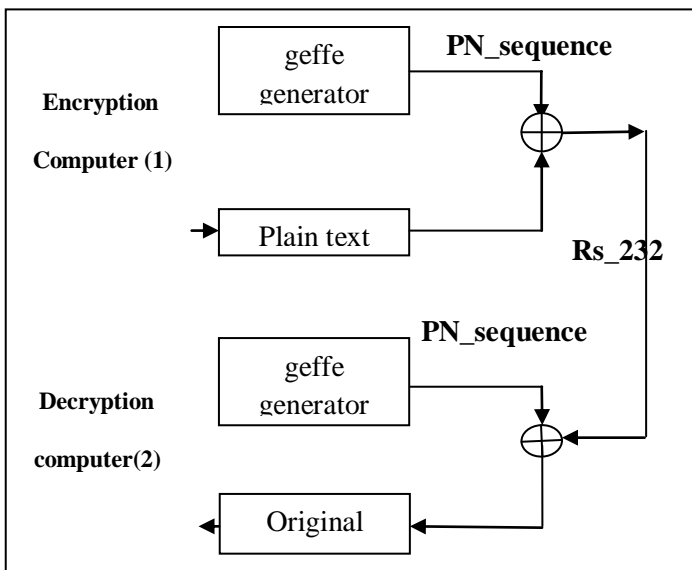 geffe
generator
PN_sequence
Encryption
Computer (1)
Plain text
Rs_232
PN_sequence
geffe
generator
Decryption
computer(2)
Original